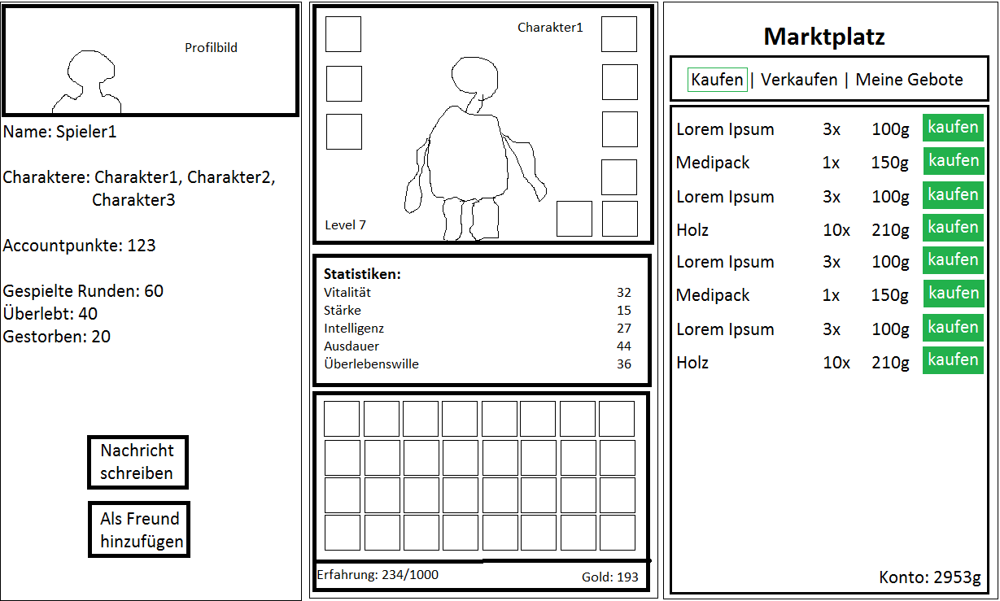 Profilbild
Name: Spieler1
Charaktere: Charakter1, Charakter2,
Charakter3
Accountpunkte: 123
Gespielte Runden: 60
Überlebt: 40
Gestorben: 20
Nachricht
schreiben
Als Freund
hinzufügen
Charakter1
Level 7
Statistiken:
Vitalität 32
Stärke 15
Intelligenz 27
Ausdauer 44
Überlebenswille 36
Erfahrung: 234/1000
Gold: 193
Marktplatz
Kaufen | Verkaufen | Meine Gebote
Lorem Ipsum 3x 100g kaufen
Medipack 1x 150g kaufen
Lorem Ipsum 3x 100g kaufen
Holz 10x 210g kaufen
Lorem Ipsum 3x 100g kaufen
Medipack 1x 150g kaufen
Lorem Ipsum 3x 100g kaufen
Holz 10x 210g kaufen
Konto: 2953g